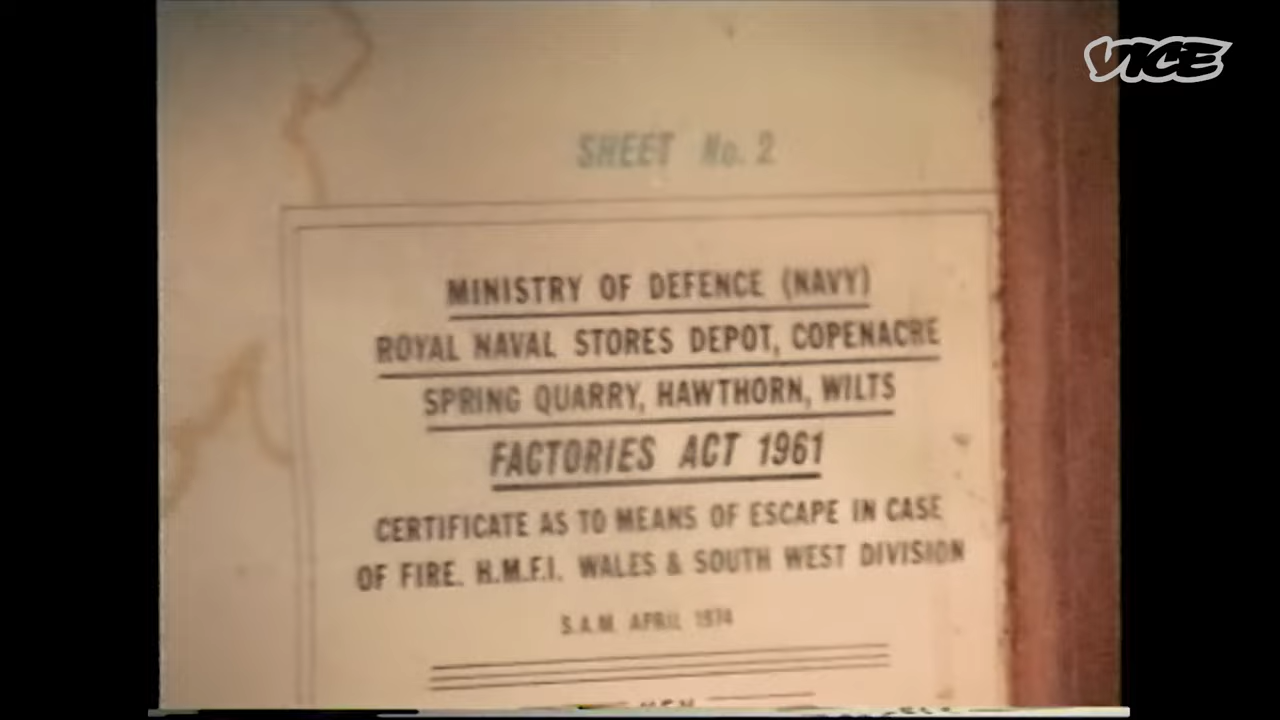 VICE
SHEET No. 2
MINISTRY OF DEFENCE (NAVY)
ROYAL NAVAL STORES DEPOT, COPENACRE
SPRING QUARRY, HAWTHORN, WILTS
FACTORIES ACT 1961
CERTIFICATE AS TO MEANS OF ESCAPE IN CASE
OF FIRE. H.M.F.I. WALES & SOUTH WEST DIVISION
S.A.M. APRIL 1974